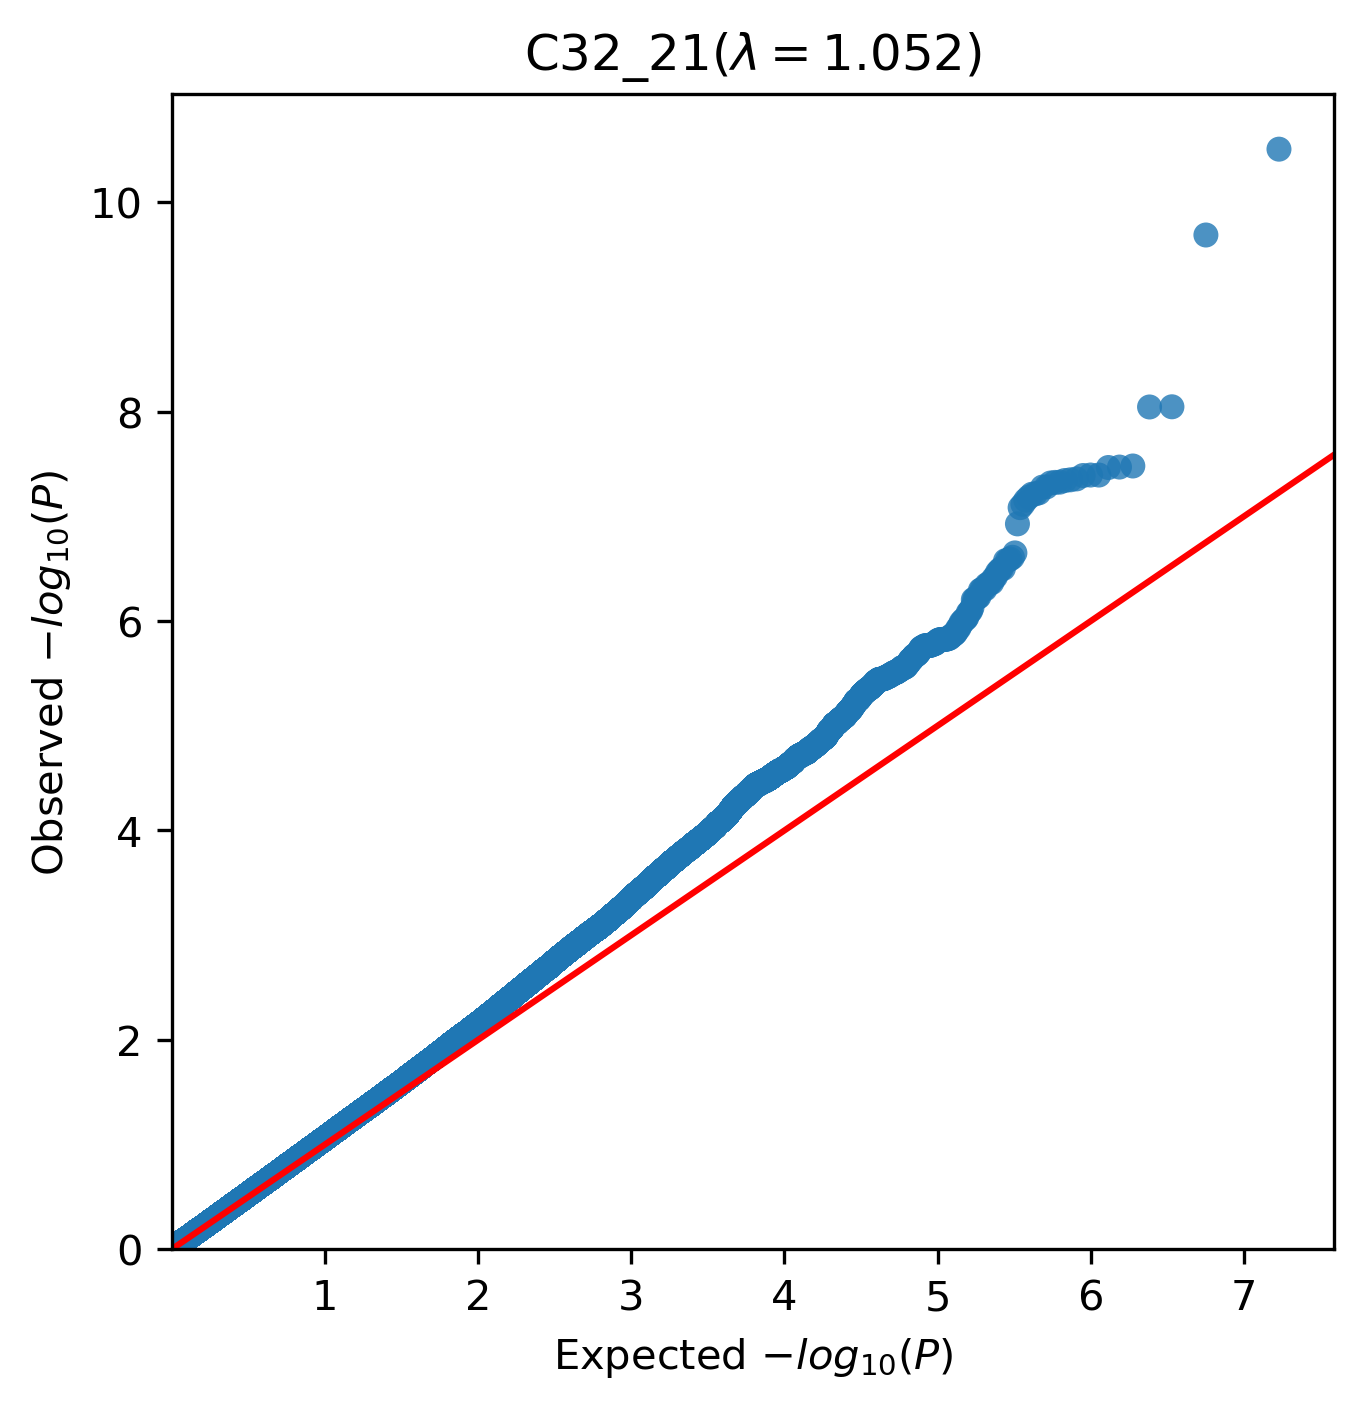 C32_21(λ = 1.052)
10
8
6
4
2
0
Observed −log₁₀(P)
1 2 3 4 5 6 7
Expected −log₁₀(P)